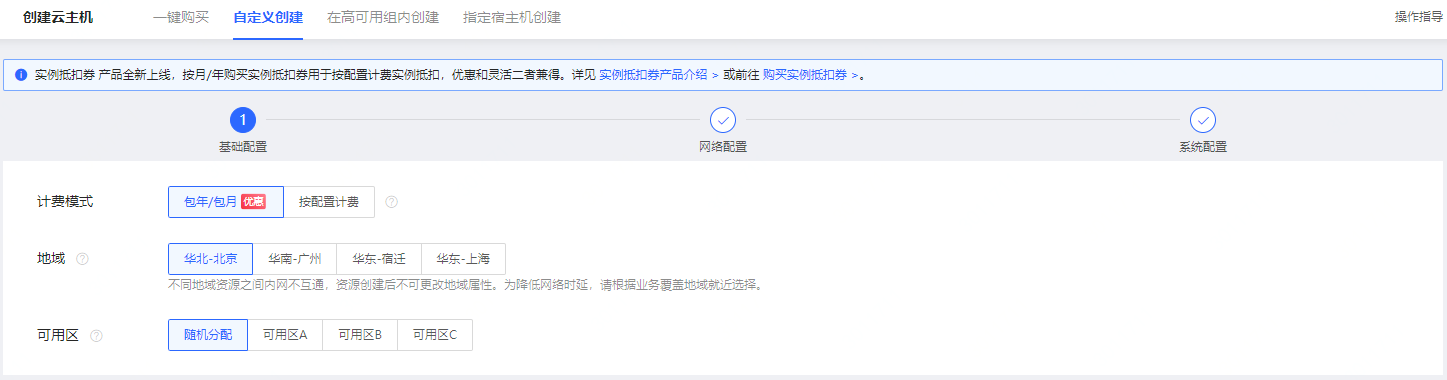 创建云主机 一键购买 自定义创建 在高可用组内创建 指定宿主机创建 操作指导
实例抵扣券 产品全新上线，按月/年购买实例抵扣券用于按配置计费实例抵扣，优惠和灵活二者兼得。详见 实例抵扣券产品介绍 > 或前往 购买实例抵扣券 >。
1
基础配置 网络配置 系统配置
计费模式 包年/包月 优惠 按配置计费
地域 华北-北京 华南-广州 华东-宿迁 华东-上海
不同地域资源之间内网不互通，资源创建后不可更改地域属性。为降低网络时延，请根据业务覆盖地域就近选择。
可用区 随机分配 可用区A 可用区B 可用区C